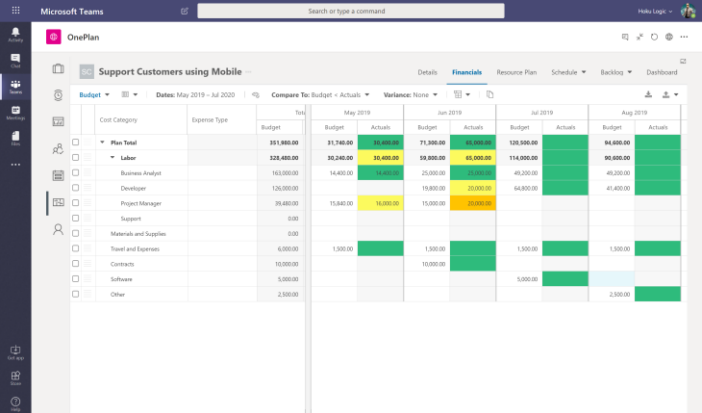 Microsoft Teams
Search or type a command
Hoku Logic
Activity
Chat
Teams
Meetings
Files
Get app
Store
Help
OnePlan
SC Support Customers using Mobile
Details Financials Resource Plan Schedule Backlog Dashboard
Budget Dates: May 2019 – Jul 2020 Compare To: Budget < Actuals Variance: None
Cost Category Expense Type May 2019 Jun 2019 Jul 2019 Aug 2019
Budget Budget Actuals Budget Actuals Budget Actuals Budget Actuals
Plan Total 351,980.00 31,740.00 30,400.00 71,300.00 65,000.00 120,500.00 94,600.00
Labor 328,480.00 30,240.00 30,400.00 59,800.00 65,000.00 114,000.00 90,600.00
Business Analyst 163,000.00 14,400.00 14,400.00 25,000.00 25,000.00 49,200.00 49,200.00
Developer 126,000.00 19,800.00 20,000.00 64,800.00 41,400.00
Project Manager 39,480.00 15,840.00 16,000.00 15,000.00 20,000.00
Support 0.00
Materials and Supplies 0.00
Travel and Expenses 6,000.00 1,500.00 1,500.00 1,500.00 1,500.00
Contracts 10,000.00 10,000.00
Software 5,000.00 5,000.00
Other 2,500.00 2,500.00